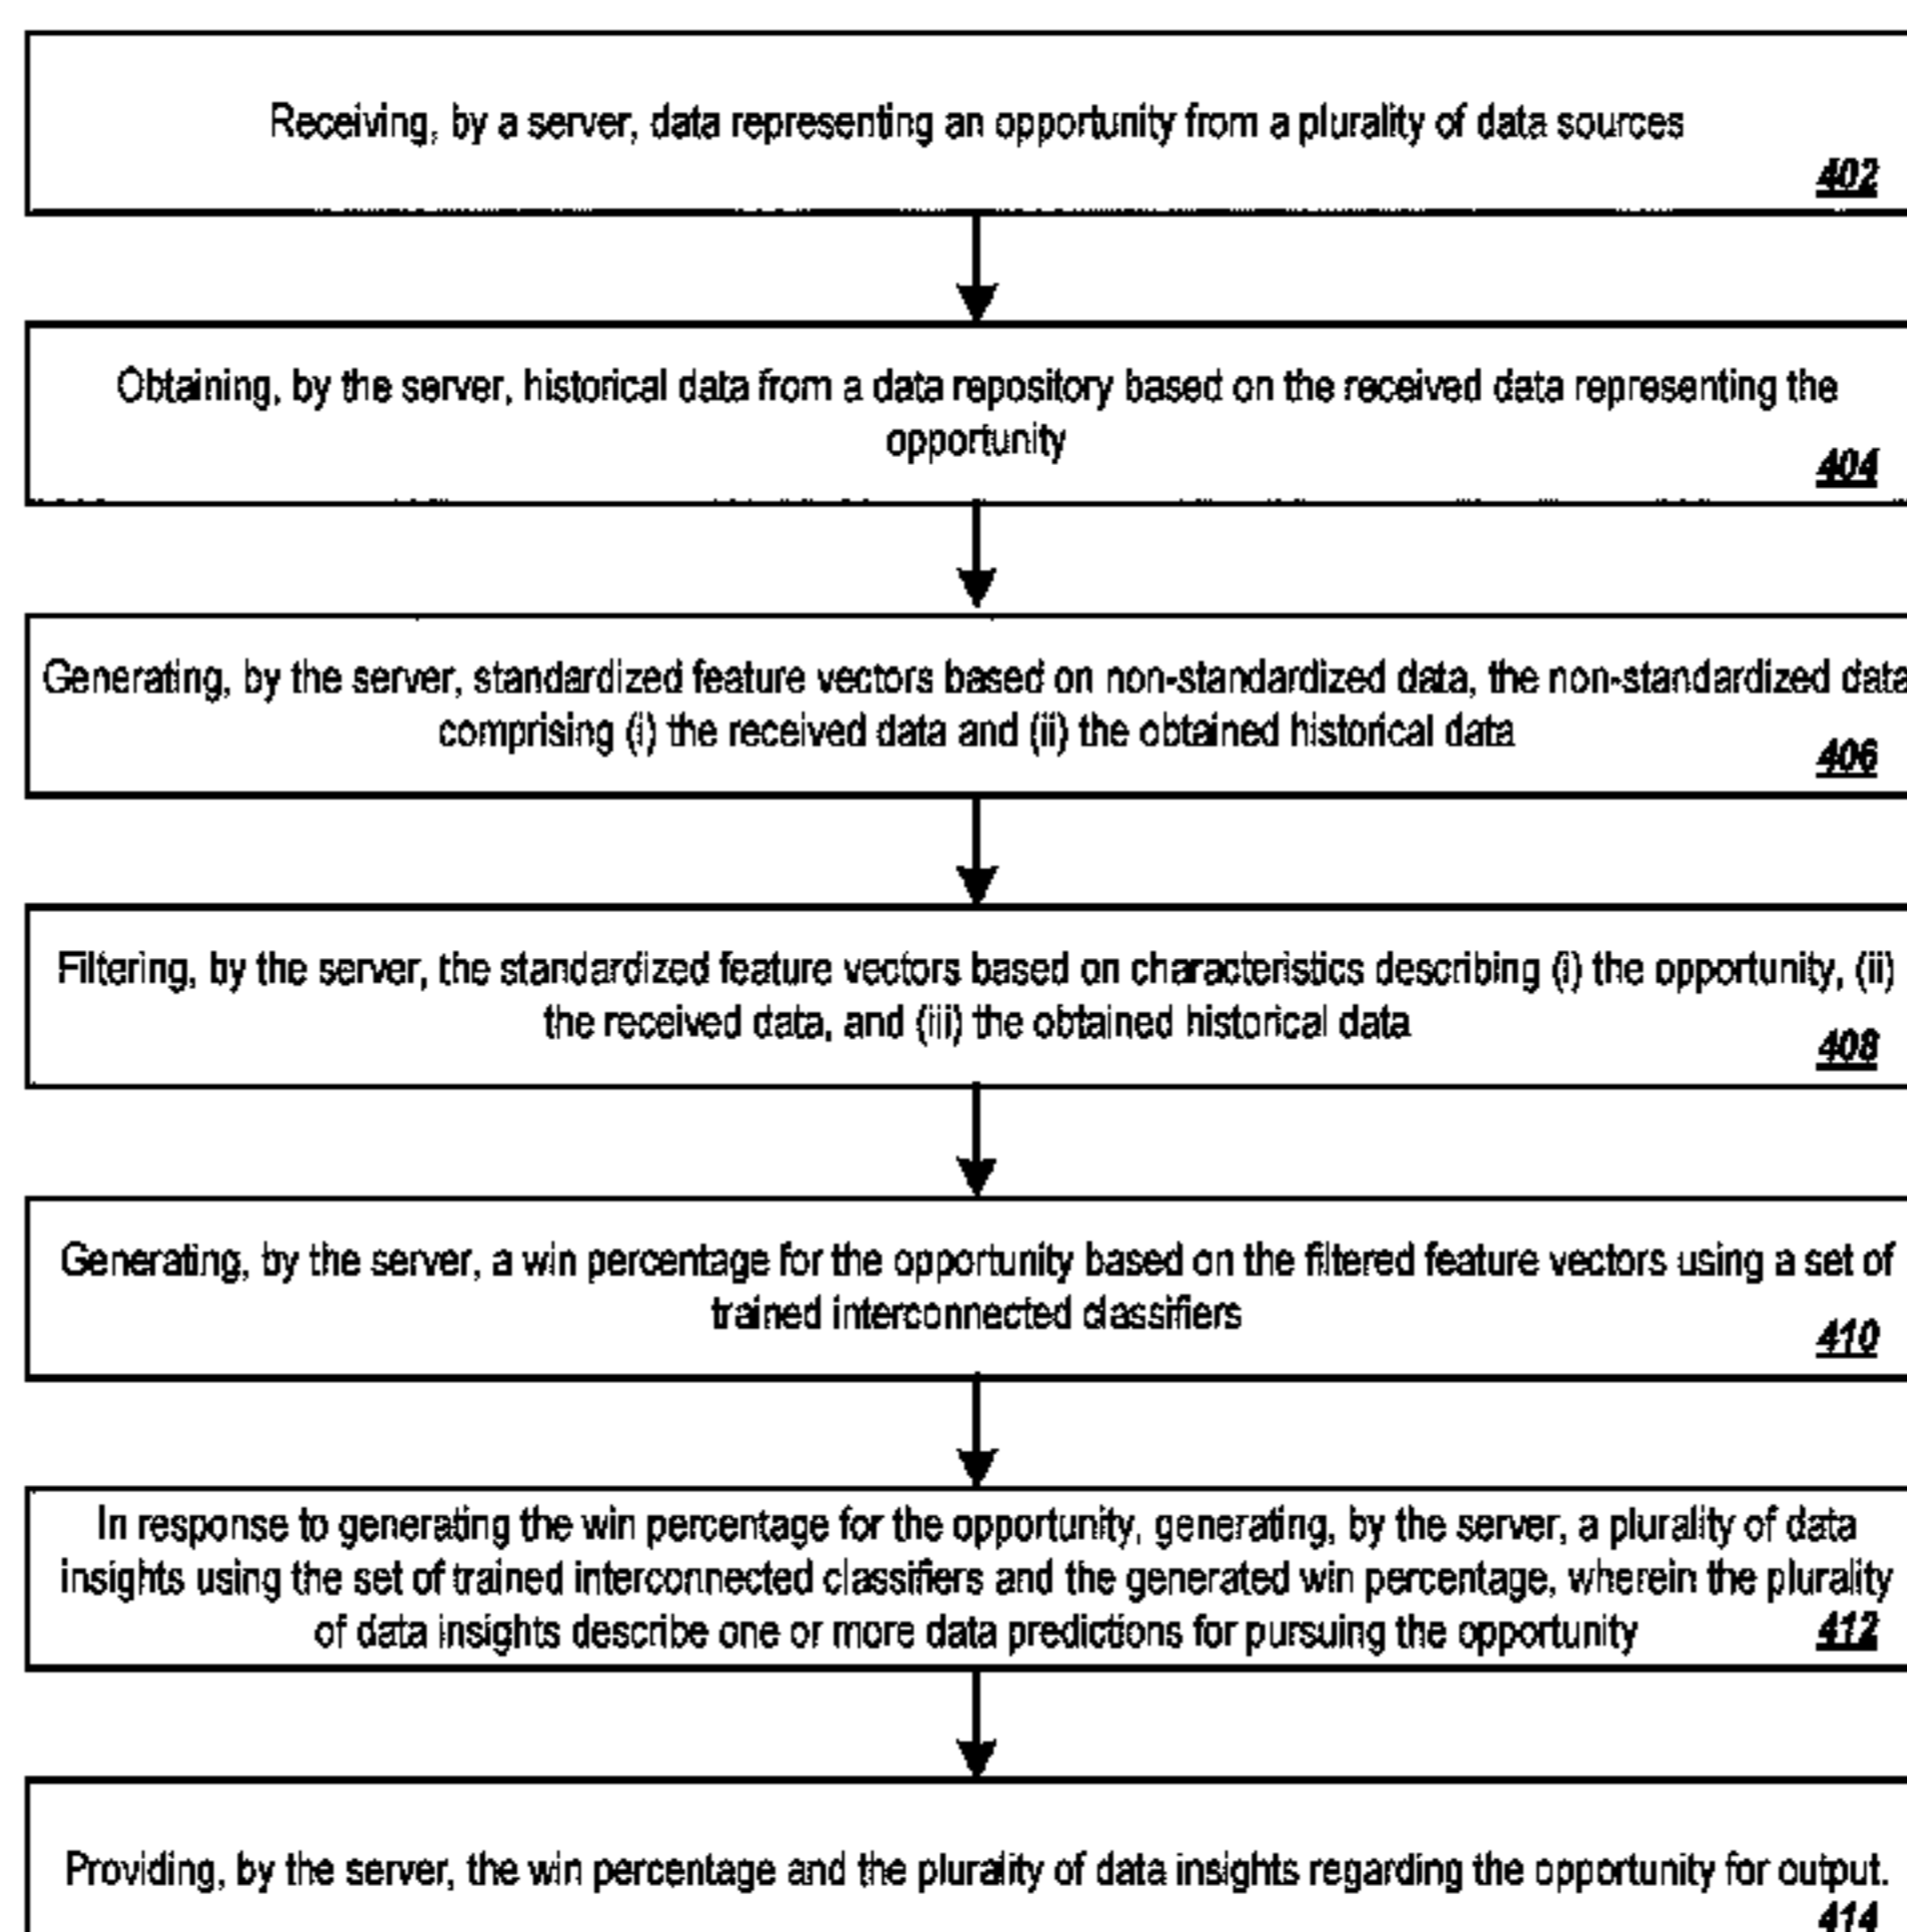 Receiving, by a server, data representing an opportunity from a plurality of data sources
402
Obtaining, by the server, historical data from a data repository based on the received data representing the
opportunity
404
Generating, by the server, standardized feature vectors based on non-standardized data, the non-standardized data
comprising (i) the received data and (ii) the obtained historical data
406
Filtering, by the server, the standardized feature vectors based on characteristics describing (i) the opportunity, (ii)
the received data, and (iii) the obtained historical data
408
Generating, by the server, a win percentage for the opportunity based on the filtered feature vectors using a set of
trained interconnected classifiers
410
In response to generating the win percentage for the opportunity, generating, by the server, a plurality of data
insights using the set of trained interconnected classifiers and the generated win percentage, wherein the plurality
of data insights describe one or more data predictions for pursuing the opportunity
412
Providing, by the server, the win percentage and the plurality of data insights regarding the opportunity for output.
414